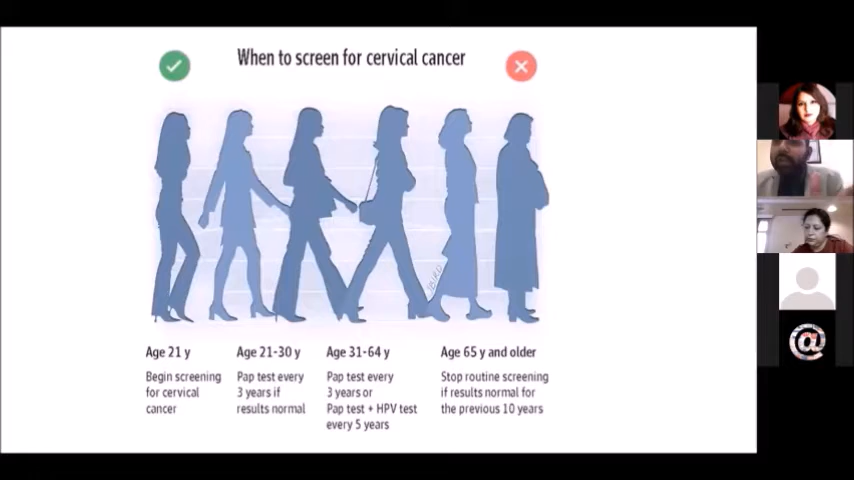 When to screen for cervical cancer
Age 21 y
Begin screening
for cervical
cancer
Age 21-30 y
Pap test every
3 years if
results normal
Age 31-64 y
Pap test every
3 years or
Pap test + HPV test
every 5 years
Age 65 y and older
Stop routine screening
if results normal for
the previous 10 years
@